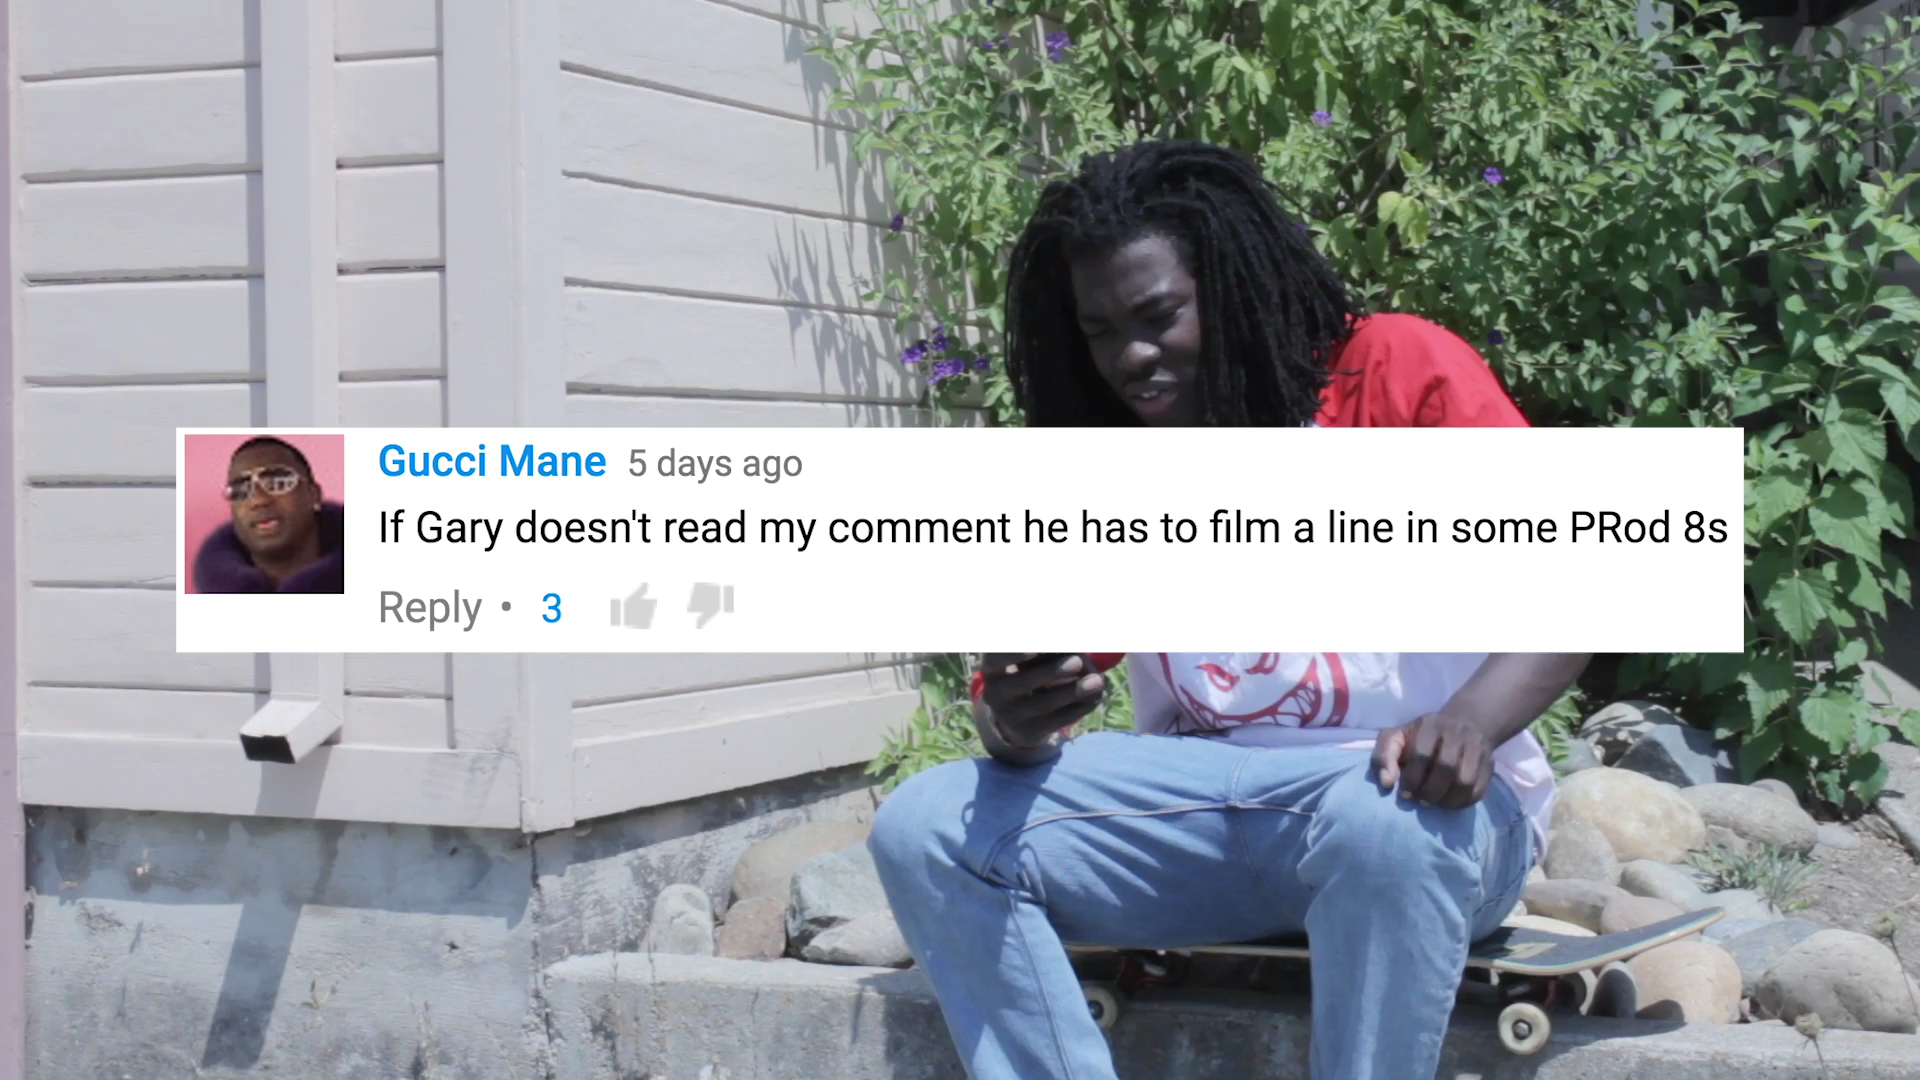 Gucci Mane 5 days ago
If Gary doesn't read my comment he has to film a line in some PRod 8s
Reply • 3